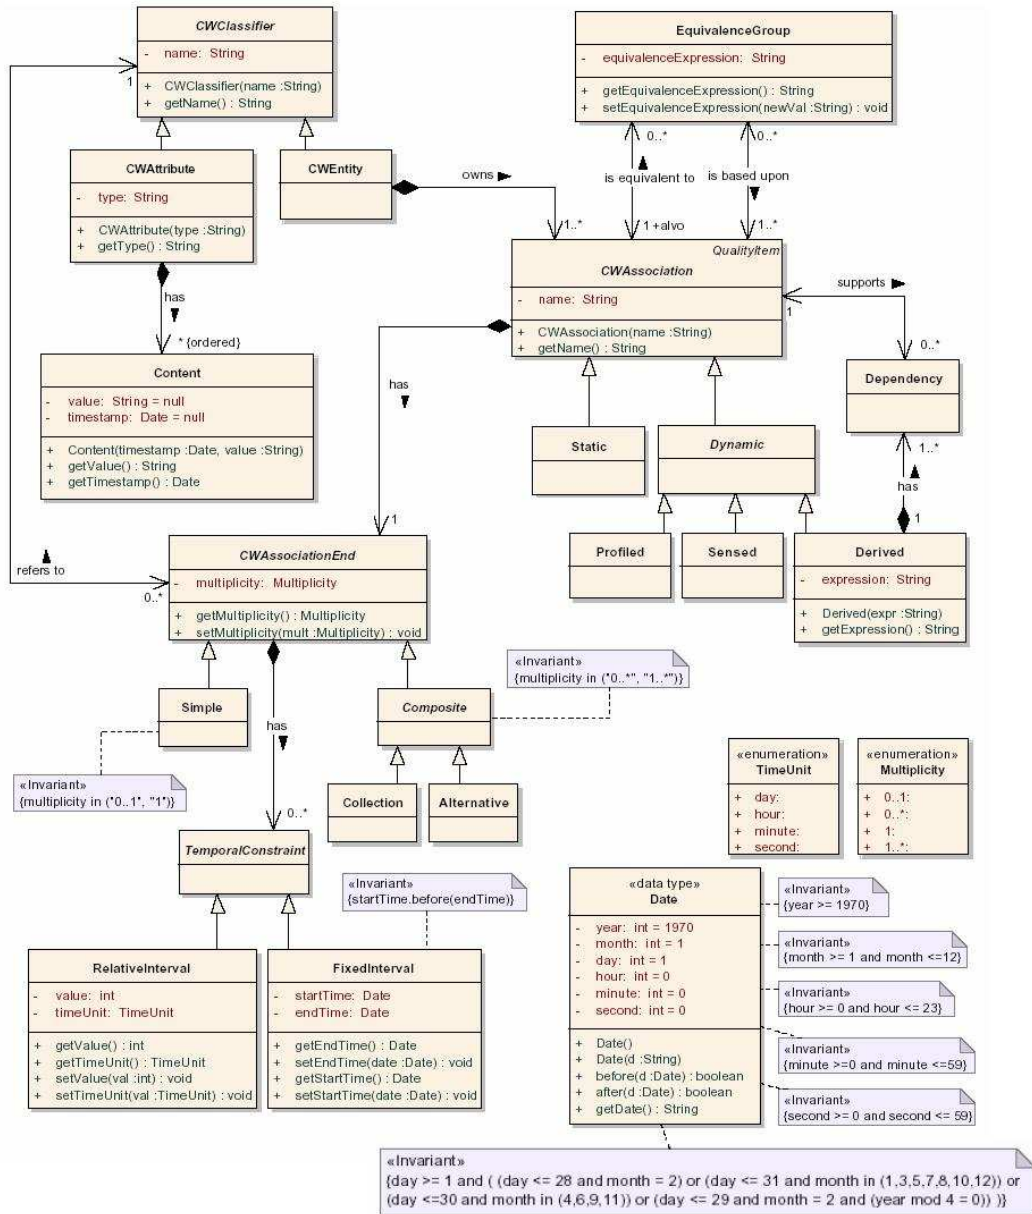 CWClassifier
- name: String
+ CWClassifier(name :String)
+ getName() : String
1
EquivalenceGroup
- equivalenceExpression: String
+ getEquivalenceExpression() : String
+ setEquivalenceExpression(newVal :String) : void
0..*
0..*
is equivalent to
is based upon
1 +alvo
1..*
CWAttribute
- type: String
+ CWAttribute(type :String)
+ getType() : String
CWEntity
owns
1..*
has
* {ordered}
Content
- value: String = null
- timestamp: Date = null
+ Content(timestamp :Date, value :String)
+ getValue() : String
+ getTimestamp() : Date
QualityItem
CWAssociation
- name: String
+ CWAssociation(name :String)
+ getName() : String
supports
1
0..*
Dependency
1..*
has
1
has
1
Static
Dynamic
Profiled
Sensed
Derived
- expression: String
+ Derived(expr :String)
+ getExpression() : String
refers to
0..*
CWAssociationEnd
- multiplicity: Multiplicity
+ getMultiplicity() : Multiplicity
+ setMultiplicity(mult :Multiplicity) : void
«Invariant»
{multiplicity in ("0..*", "1..*")}
Simple
has
Composite
«Invariant»
{multiplicity in ("0..1", "1")}
0..*
Collection
Alternative
«enumeration»
TimeUnit
+ day:
+ hour:
+ minute:
+ second:
«enumeration»
Multiplicity
+ 0..1:
+ 0..*:
+ 1:
+ 1..*:
TemporalConstraint
«Invariant»
{startTime.before(endTime)}
RelativeInterval
- value: int
- timeUnit: TimeUnit
+ getValue() : int
+ getTimeUnit() : TimeUnit
+ setValue(val :int) : void
+ setTimeUnit(val :TimeUnit) : void
FixedInterval
- startTime: Date
- endTime: Date
+ getEndTime() : Date
+ setEndTime(date :Date) : void
+ getStartTime() : Date
+ setStartTime(date :Date) : void
«data type»
Date
- year: int = 1970
- month: int = 1
- day: int = 1
- hour: int = 0
- minute: int = 0
- second: int = 0
+ Date()
+ Date(d :String)
+ before(d :Date) : boolean
+ after(d :Date) : boolean
+ getDate() : String
«Invariant»
{year >= 1970}
«Invariant»
{month >= 1 and month <=12}
«Invariant»
{hour >= 0 and hour <= 23}
«Invariant»
{minute >=0 and minute <=59}
«Invariant»
{second >= 0 and second <= 59}
«Invariant»
{day >= 1 and ( (day <= 28 and month = 2) or (day <= 31 and month in (1,3,5,7,8,10,12)) or
(day <=30 and month in (4,6,9,11)) or (day <= 29 and month = 2 and (year mod 4 = 0)) )}